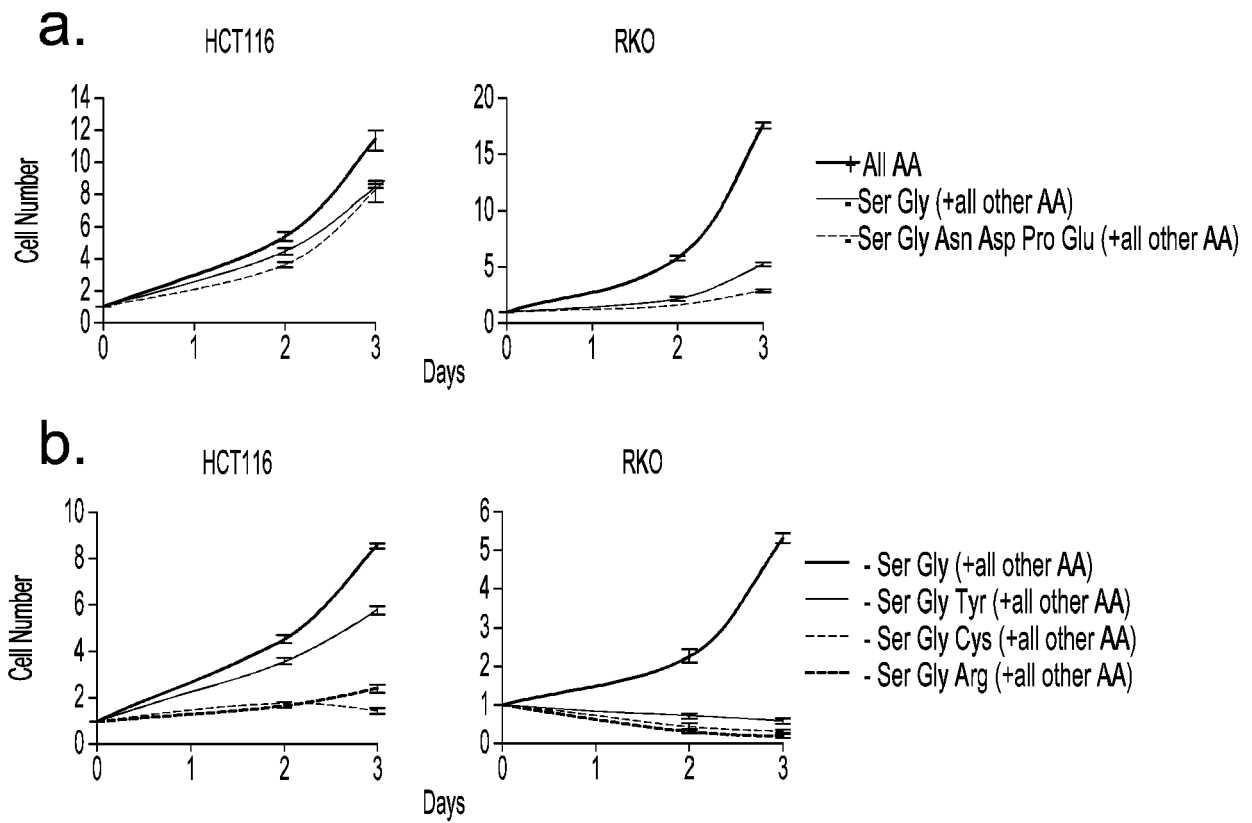 a.
HCT116
RKO
14
12
10
8
6
4
2
0
Cell Number
0 1 2 3
20
15
10
5
0
0 1 2 3
Days
+ All AA
- Ser Gly (+all other AA)
- Ser Gly Asn Asp Pro Glu (+all other AA)
b.
HCT116
RKO
10
8
6
4
2
0
Cell Number
0 1 2 3
6
5
4
3
2
1
0
0 1 2 3
Days
- Ser Gly (+all other AA)
- Ser Gly Tyr (+all other AA)
- Ser Gly Cys (+all other AA)
- Ser Gly Arg (+all other AA)